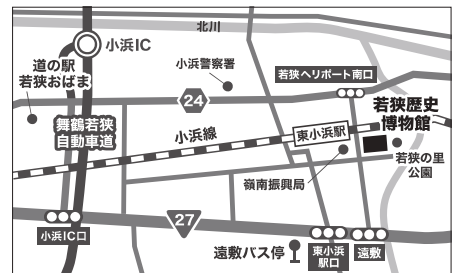 北川
小浜IC
道の駅
若狭おばま
小浜警察署
若狭ヘリポート南口
24
若狭歴史
博物館
舞鶴若狭
自動車道
小浜線
東小浜駅
若狭の里
公園
嶺南振興局
27
小浜IC口
遠敷バス停
東小浜
駅口
遠敷